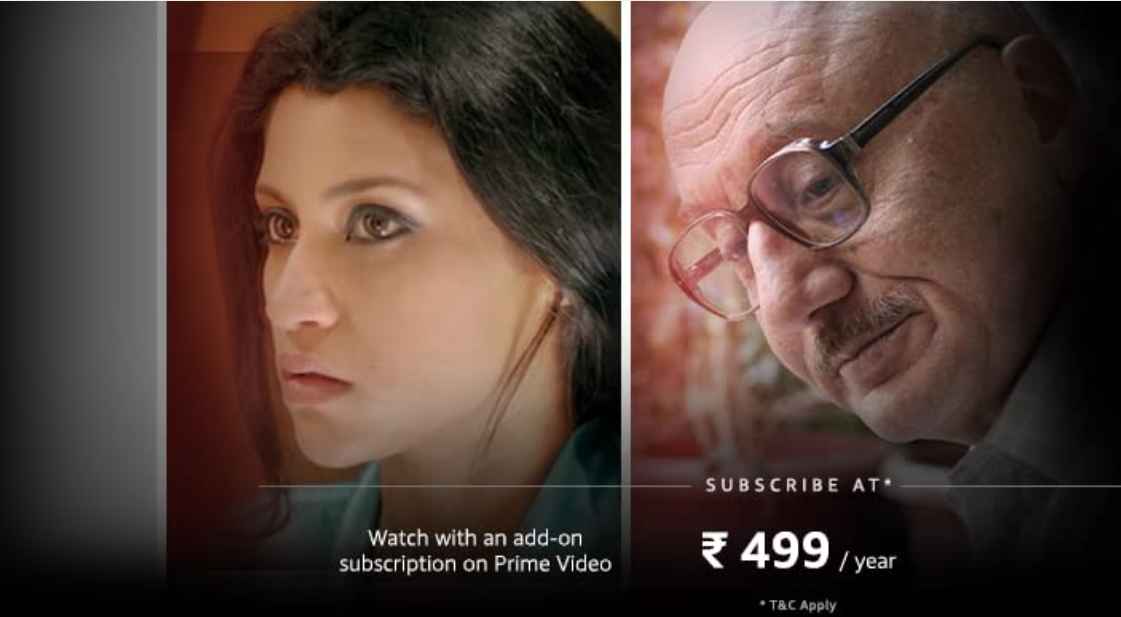 SUBSCRIBE AT*
Watch with an add-on
subscription on Prime Video
₹ 499 / year
* T&C Apply